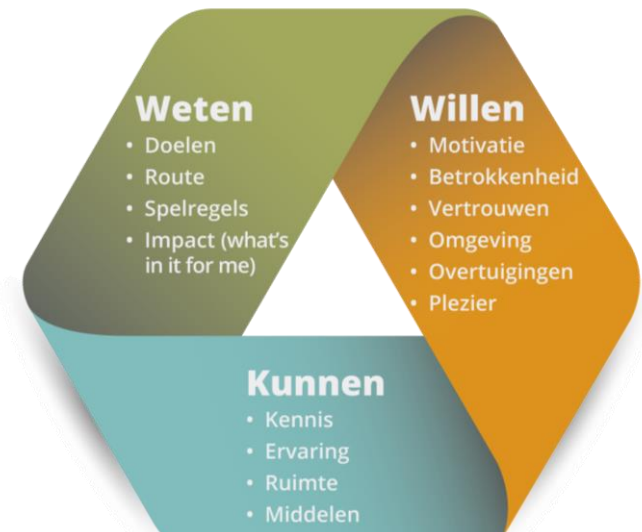 Weten
• Doelen
• Route
• Spelregels
• Impact (what's
in it for me)
Willen
• Motivatie
• Betrokkenheid
• Vertrouwen
• Omgeving
• Overtuigingen
• Plezier
Kunnen
• Kennis
• Ervaring
• Ruimte
• Middelen